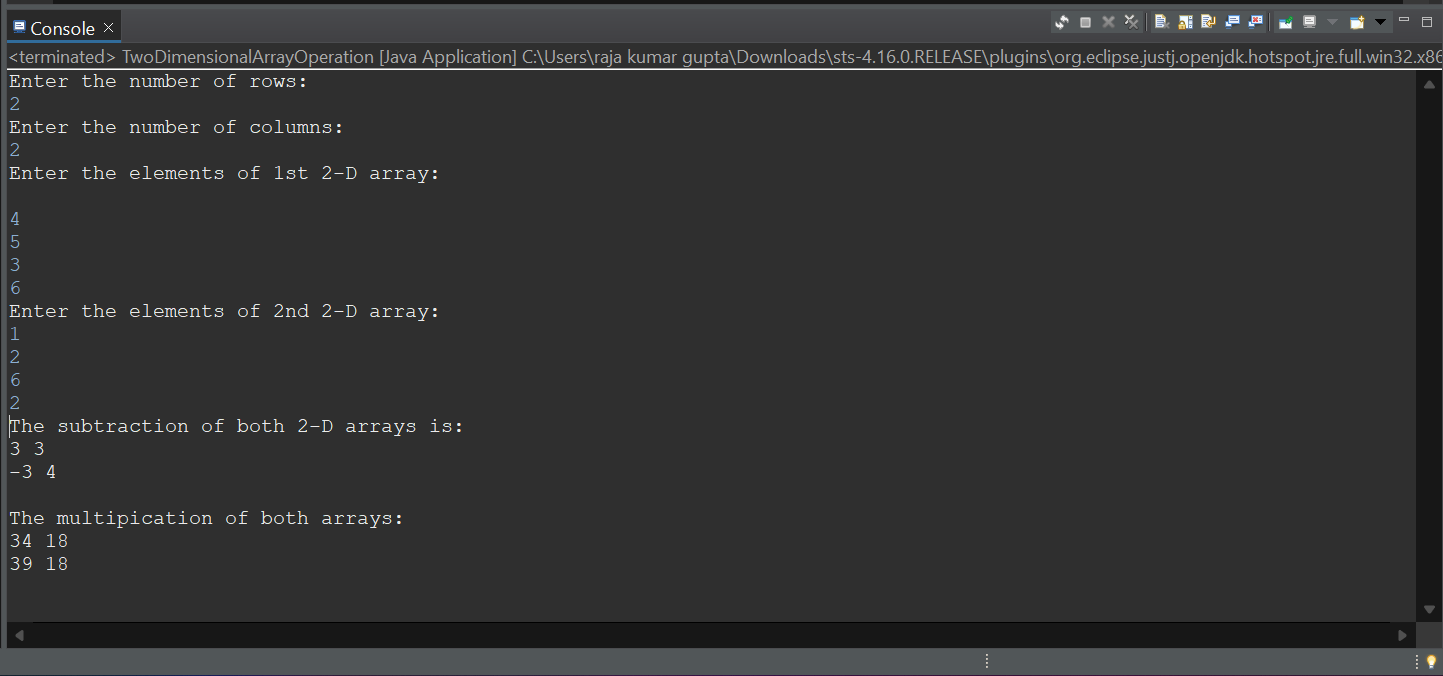 Console
<terminated> TwoDimensionalArrayOperation [Java Application] C:\Users\raja kumar gupta\Downloads\sts-4.16.0.RELEASE\plugins\org.eclipse.justj.openjdk.hotspot.jre.full.win32.x86
Enter the number of rows:
2
Enter the number of columns:
2
Enter the elements of 1st 2-D array:
4
5
3
6
Enter the elements of 2nd 2-D array:
1
2
6
2
The subtraction of both 2-D arrays is:
3 3
-3 4
The multipication of both arrays:
34 18
39 18